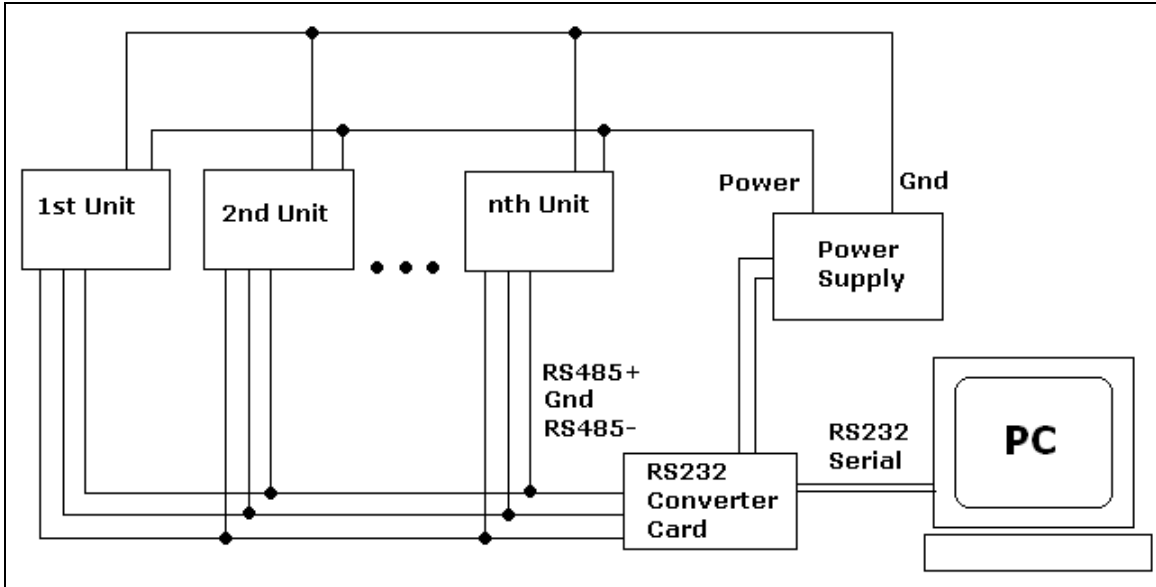 1st Unit
2nd Unit
nth Unit
Power
Gnd
Power
Supply
RS485+
Gnd
RS485-
RS232
Converter
Card
RS232
Serial
PC